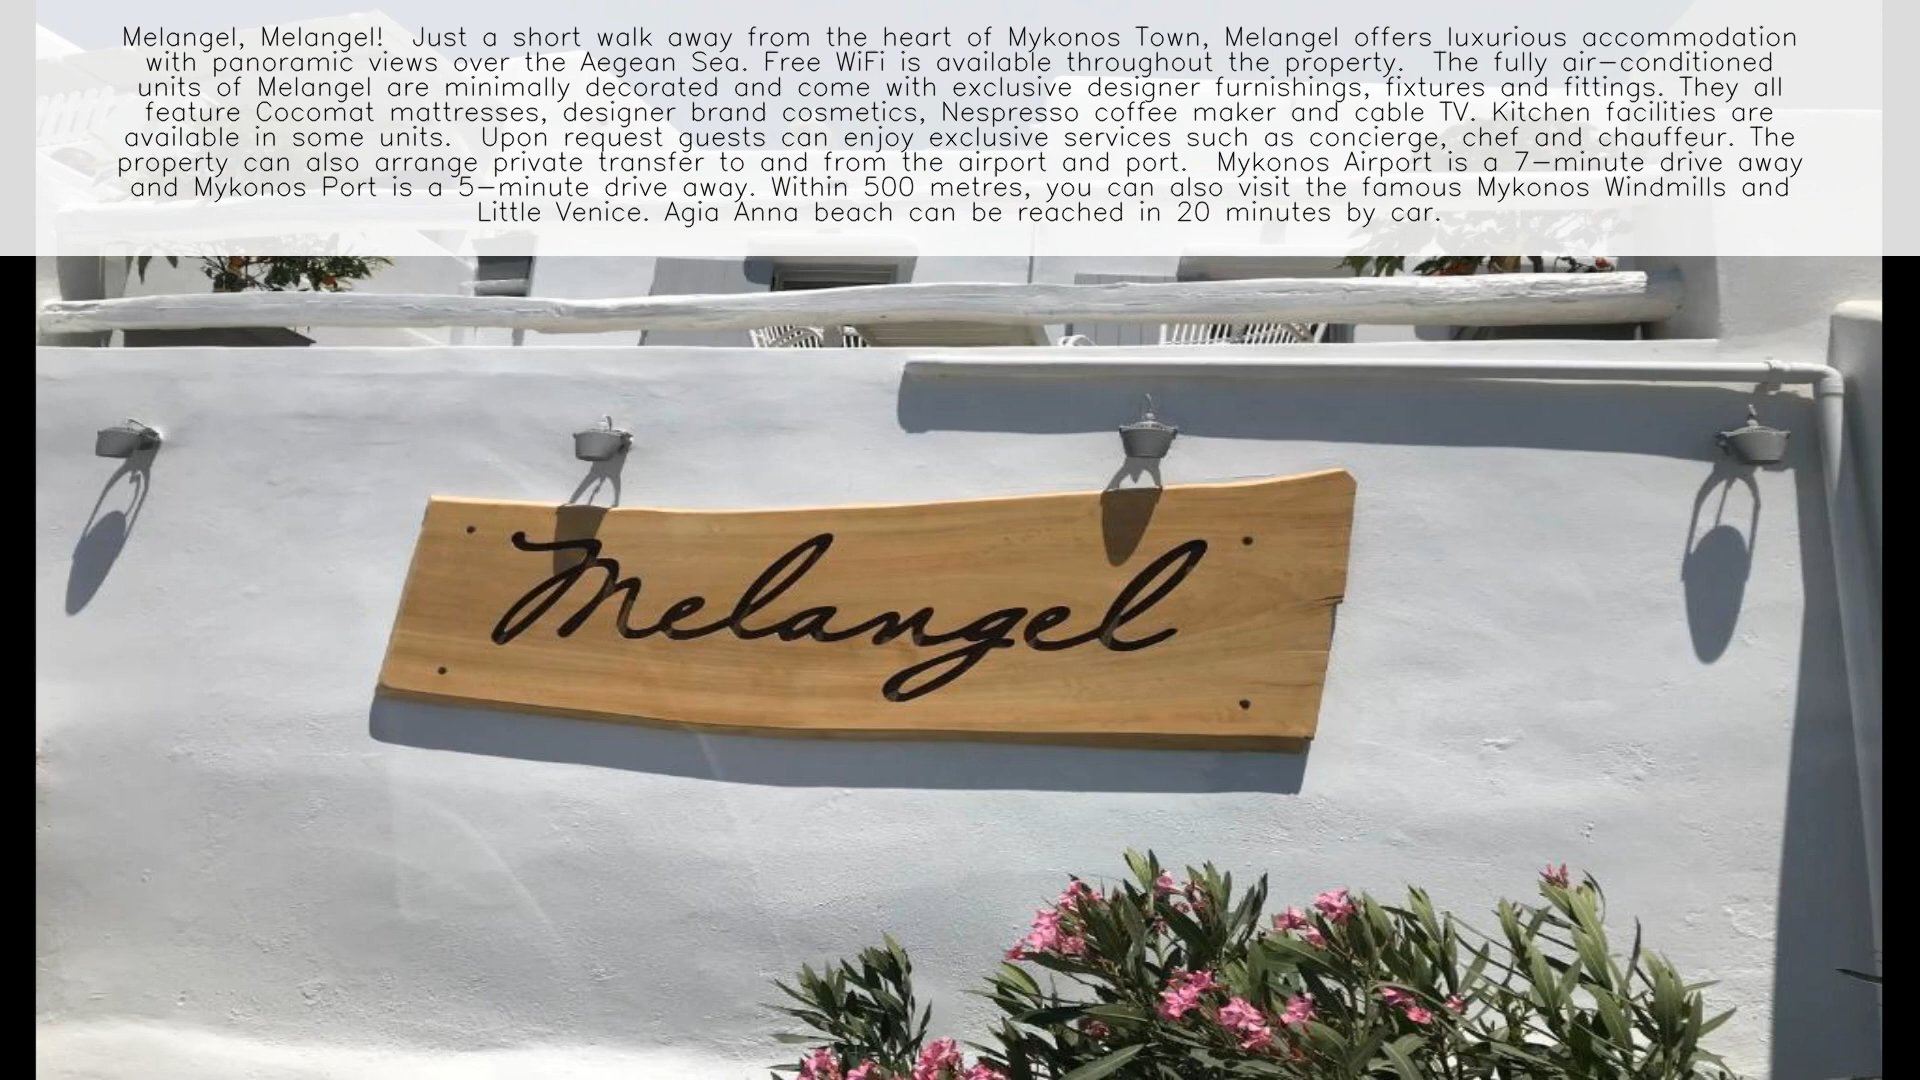 Melangel, Melangel!  Just a short walk away from the heart of Mykonos Town, Melangel offers luxurious accommodation
with panoramic views over the Aegean Sea. Free WiFi is available throughout the property.  The fully air-conditioned
units of Melangel are minimally decorated and come with exclusive designer furnishings, fixtures and fittings. They all
feature Cocomat mattresses, designer brand cosmetics, Nespresso coffee maker and cable TV. Kitchen facilities are
available in some units.  Upon request guests can enjoy exclusive services such as concierge, chef and chauffeur. The
property can also arrange private transfer to and from the airport and port.  Mykonos Airport is a 7-minute drive away
and Mykonos Port is a 5-minute drive away. Within 500 metres, you can also visit the famous Mykonos Windmills and
Little Venice. Agia Anna beach can be reached in 20 minutes by car.
Melangel